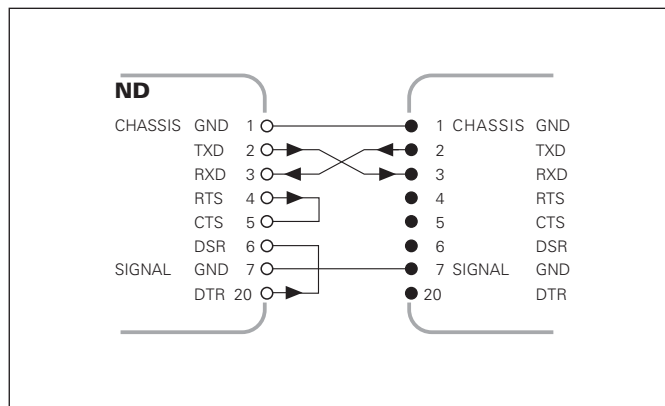 ND
CHASSIS GND 1 1 CHASSIS GND
TXD 2 2 TXD
RXD 3 3 RXD
RTS 4 4 RTS
CTS 5 5 CTS
DSR 6 6 DSR
SIGNAL GND 7 7 SIGNAL GND
DTR 20 20 DTR